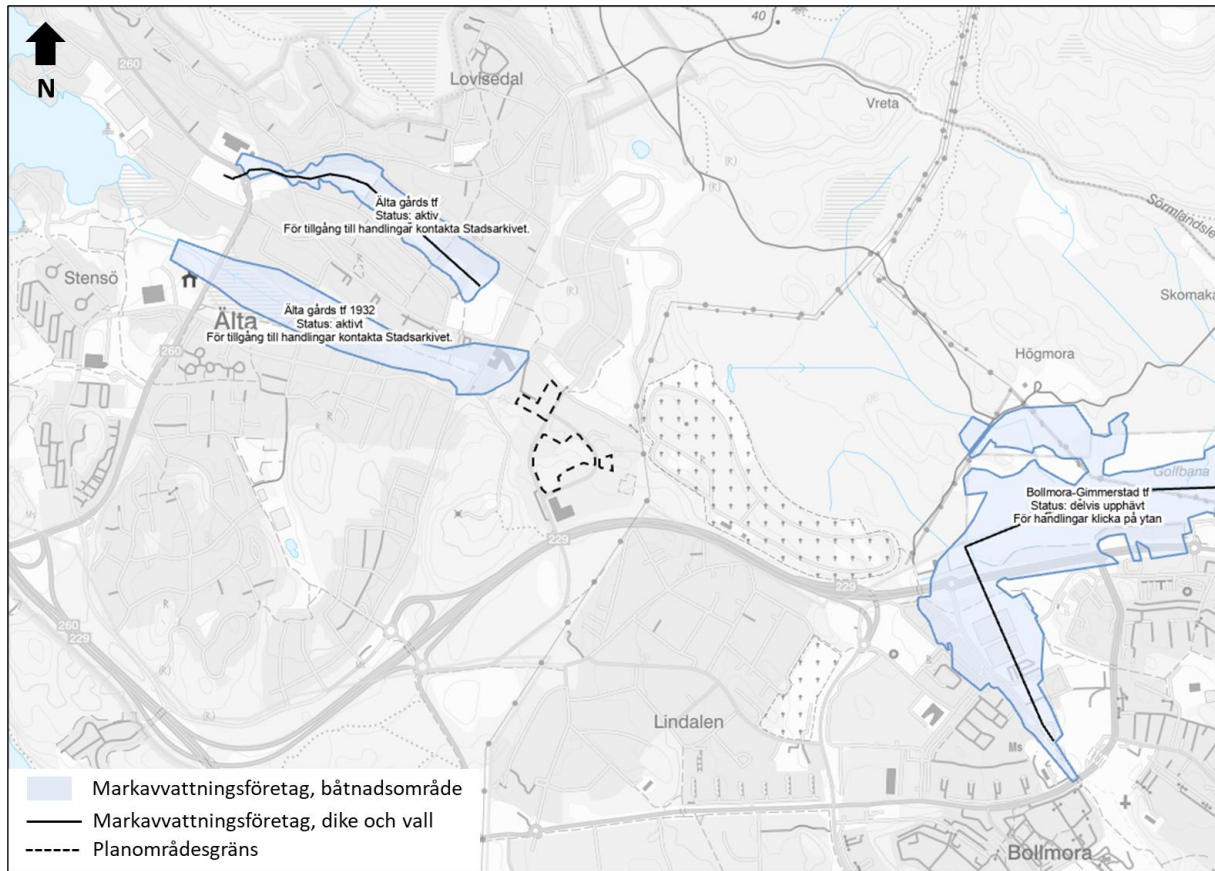 N
260
40
Lovisedal
Vreta
(R)
(R)
Sörmlandsle
Älta gårds tf
Status: aktiv
För tillgång till handlingar kontakta Stadsarkivet.
Stensö
(R)
Skomaka
Älta gårds tf 1932
Status: aktivt
För tillgång till handlingar kontakta Stadsarkivet.
Älta
260
Högmora
R
R
R
Golfbana
Bollmora-Gimmerstad tf
Status: delvis upphävt
För handlingar klicka på ytan
Ms
229
229
R
260
229
(R)
R
Lindalen
(R)
Ms
Bollmora
Markavvattningsföretag, båtnadsområde
Markavvattningsföretag, dike och vall
Planområdesgräns